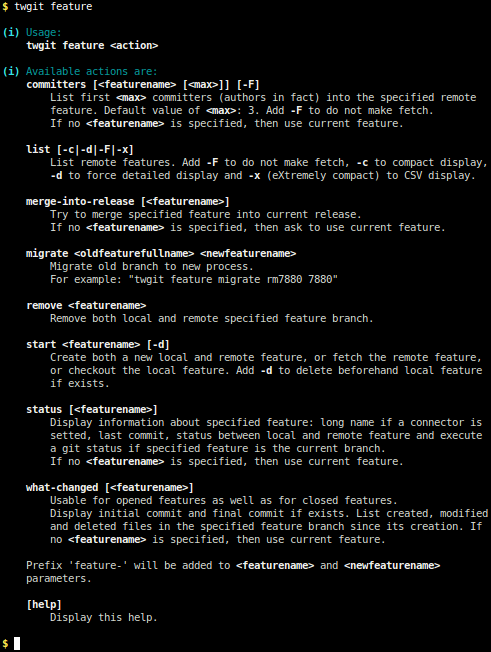 $ twgit feature
(i) Usage:
twgit feature <action>
(i) Available actions are:
committers [<featurename> [<max>]] [-F]
List first <max> committers (authors in fact) into the specified remote
feature. Default value of <max>: 3. Add -F to do not make fetch.
If no <featurename> is specified, then use current feature.
list [-c|-d|-F|-x]
List remote features. Add -F to do not make fetch, -c to compact display,
-d to force detailed display and -x (eXtremely compact) to CSV display.
merge-into-release [<featurename>]
Try to merge specified feature into current release.
If no <featurename> is specified, then ask to use current feature.
migrate <oldfeaturefullname> <newfeaturename>
Migrate old branch to new process.
For example: "twgit feature migrate rm7880 7880"
remove <featurename>
Remove both local and remote specified feature branch.
start <featurename> [-d]
Create both a new local and remote feature, or fetch the remote feature,
or checkout the local feature. Add -d to delete beforehand local feature
if exists.
status [<featurename>]
Display information about specified feature: long name if a connector is
setted, last commit, status between local and remote feature and execute
a git status if specified feature is the current branch.
If no <featurename> is specified, then use current feature.
what-changed [<featurename>]
Usable for opened features as well as for closed features.
Display initial commit and final commit if exists. List created, modified
and deleted files in the specified feature branch since its creation. If
no <featurename> is specified, then use current feature.
Prefix 'feature-' will be added to <featurename> and <newfeaturename>
parameters.
[help]
Display this help.
$